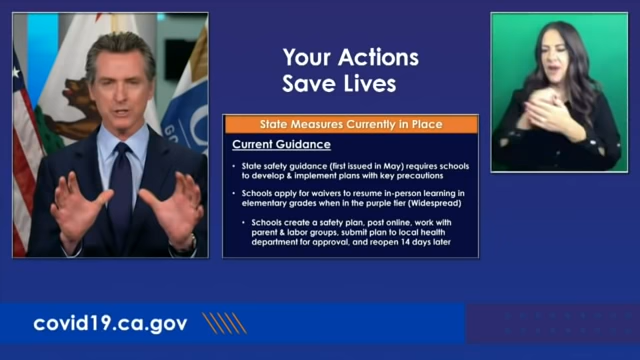 Your Actions
Save Lives
State Measures Currently in Place
Current Guidance
• State safety guidance (first issued in May) requires schools
to develop & implement plans with key precautions
• Schools apply for waivers to resume in-person learning in
elementary grades when in the purple tier (Widespread)
• Schools create a safety plan, post online, work with
parent & labor groups, submit plan to local health
department for approval, and reopen 14 days later
covid19.ca.gov